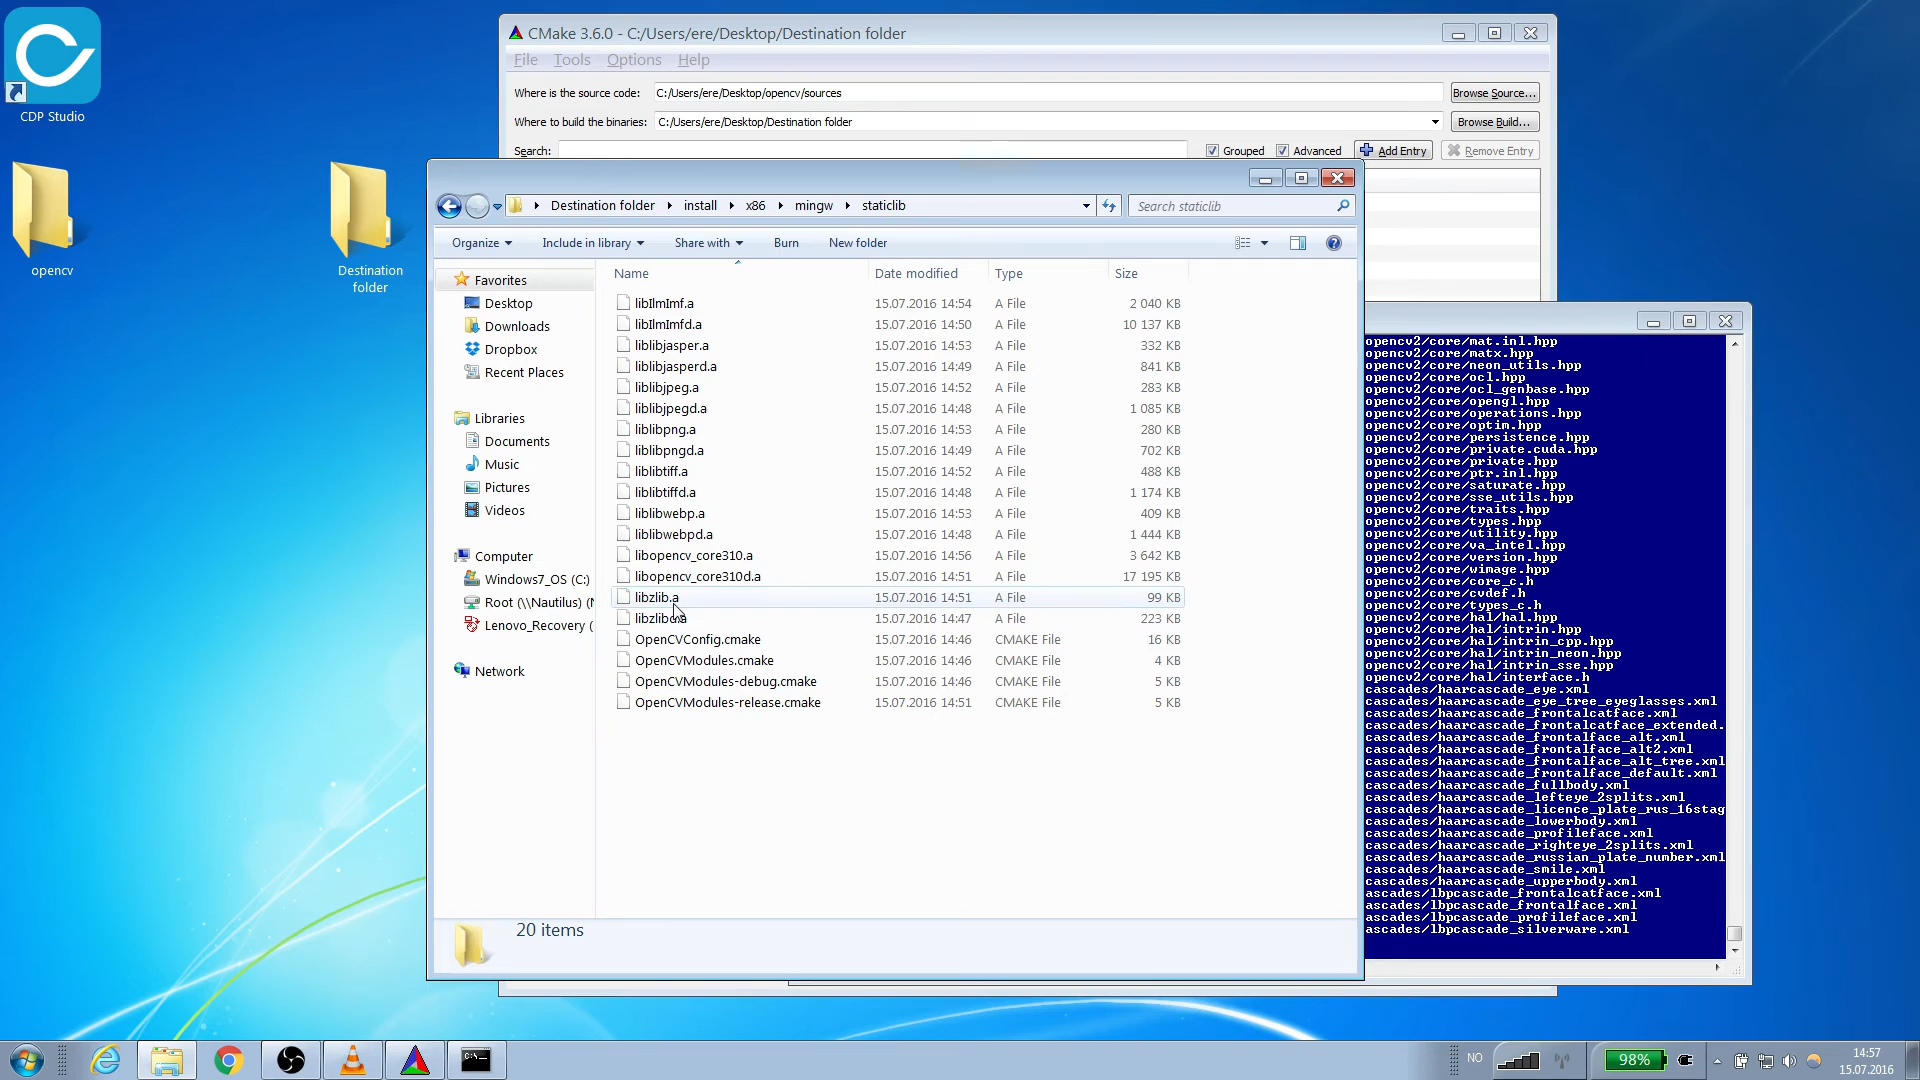 CDP Studio
opencv
Destination
folder
CMake 3.6.0 - C:/Users/ere/Desktop/Destination folder
File Tools Options Help
Where is the source code: C:/Users/ere/Desktop/opencv/sources Browse Source...
Where to build the binaries: C:/Users/ere/Desktop/Destination folder Browse Build...
Search: Grouped Advanced Add Entry Remove Entry
Destination folder install x86 mingw staticlib Search staticlib
Organize Include in library Share with Burn New folder
Favorites
Desktop
Downloads
Dropbox
Recent Places
Libraries
Documents
Music
Pictures
Videos
Computer
Windows7_OS (C:)
Root (\\Nautilus) (
Lenovo_Recovery (
Network
Name Date modified Type Size
libIlmImf.a 15.07.2016 14:54 A File 2 040 KB
libIlmImfd.a 15.07.2016 14:50 A File 10 137 KB
liblibjasper.a 15.07.2016 14:53 A File 332 KB
liblibjasperd.a 15.07.2016 14:49 A File 841 KB
liblibjpeg.a 15.07.2016 14:52 A File 283 KB
liblibjpegd.a 15.07.2016 14:48 A File 1 085 KB
liblibpng.a 15.07.2016 14:53 A File 280 KB
liblibpngd.a 15.07.2016 14:49 A File 702 KB
liblibtiff.a 15.07.2016 14:52 A File 488 KB
liblibtiffd.a 15.07.2016 14:48 A File 1 174 KB
liblibwebp.a 15.07.2016 14:53 A File 409 KB
liblibwebpd.a 15.07.2016 14:48 A File 1 444 KB
libopencv_core310.a 15.07.2016 14:56 A File 3 642 KB
libopencv_core310d.a 15.07.2016 14:51 A File 17 195 KB
libzlib.a 15.07.2016 14:51 A File 99 KB
15.07.2016 14:47 A File 223 KB
OpenCVConfig.cmake 15.07.2016 14:46 CMAKE File 16 KB
OpenCVModules.cmake 15.07.2016 14:46 CMAKE File 4 KB
OpenCVModules-debug.cmake 15.07.2016 14:46 CMAKE File 5 KB
OpenCVModules-release.cmake 15.07.2016 14:51 CMAKE File 5 KB
20 items
opencv2/core/mat.inl.hpp
opencv2/core/matx.hpp
opencv2/core/neon_utils.hpp
opencv2/core/ocl.hpp
opencv2/core/ocl_genbase.hpp
opencv2/core/opengl.hpp
opencv2/core/operations.hpp
opencv2/core/optim.hpp
opencv2/core/persistence.hpp
opencv2/core/private.cuda.hpp
opencv2/core/private.hpp
opencv2/core/ptr.inl.hpp
opencv2/core/saturate.hpp
opencv2/core/sse_utils.hpp
opencv2/core/traits.hpp
opencv2/core/types.hpp
opencv2/core/utility.hpp
opencv2/core/va_intel.hpp
opencv2/core/version.hpp
opencv2/core/wimage.hpp
opencv2/core/core_c.h
opencv2/core/cvdef.h
opencv2/core/types_c.h
opencv2/core/hal/hal.hpp
opencv2/core/hal/intrin.hpp
opencv2/core/hal/intrin_cpp.hpp
opencv2/core/hal/intrin_neon.hpp
opencv2/core/hal/intrin_sse.hpp
opencv2/core/hal/interface.h
cascades/haarcascade_eye.xml
cascades/haarcascade_eye_tree_eyeglasses.xml
cascades/haarcascade_frontalcatface.xml
cascades/haarcascade_frontalcatface_extended.
cascades/haarcascade_frontalface_alt.xml
cascades/haarcascade_frontalface_alt2.xml
cascades/haarcascade_frontalface_alt_tree.xml
cascades/haarcascade_frontalface_default.xml
cascades/haarcascade_fullbody.xml
cascades/haarcascade_lefteye_2splits.xml
cascades/haarcascade_licence_plate_rus_16stag
cascades/haarcascade_lowerbody.xml
cascades/haarcascade_profileface.xml
cascades/haarcascade_righteye_2splits.xml
cascades/haarcascade_russian_plate_number.xml
cascades/haarcascade_smile.xml
cascades/haarcascade_upperbody.xml
ascades/lbpcascade_frontalcatface.xml
ascades/lbpcascade_frontalface.xml
ascades/lbpcascade_profileface.xml
ascades/lbpcascade_silverware.xml
C:\
NO 98% 14:57
15.07.2016